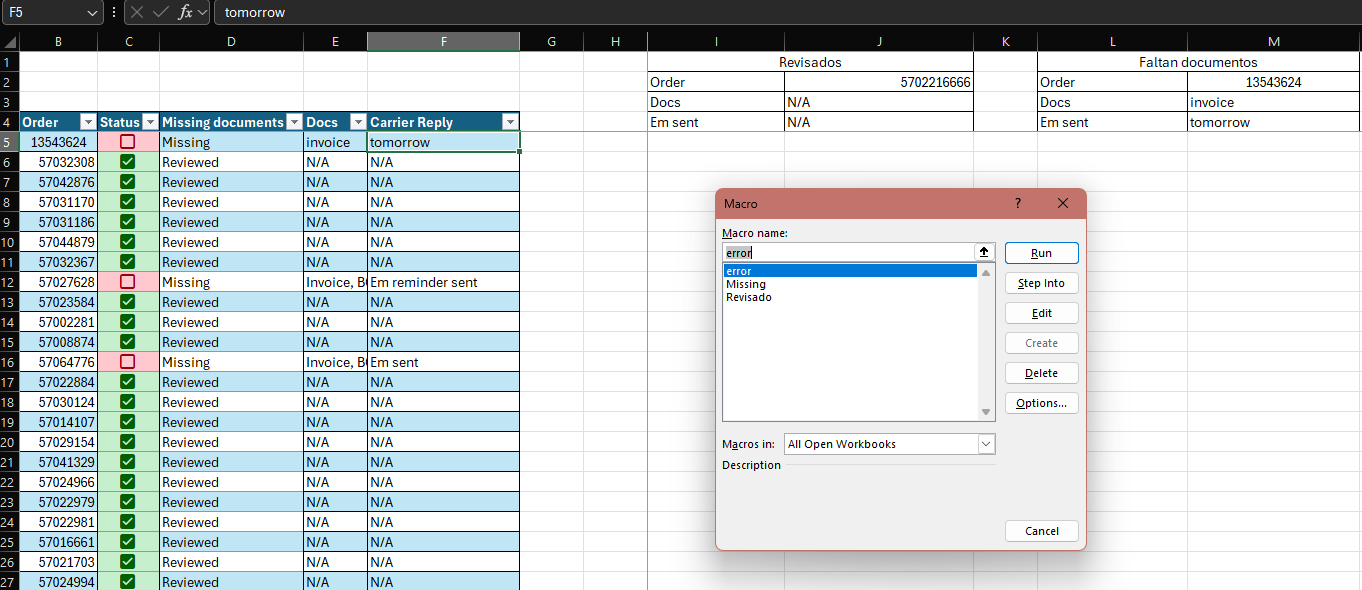 F5 fx tomorrow
B C D E F G H I J K L M
1 Revisados Faltan documentos
2 Order 5702216666 Order 13543624
3 Docs N/A Docs invoice
4 Order Status Missing documents Docs Carrier Reply Em sent N/A Em sent tomorrow
5 13543624 Missing invoice tomorrow
6 57032308 Reviewed N/A N/A
7 57042876 Reviewed N/A N/A
8 57031170 Reviewed N/A N/A
9 57031186 Reviewed N/A N/A
10 57044879 Reviewed N/A N/A
11 57032367 Reviewed N/A N/A
12 57027628 Missing Invoice, Em reminder sent
13 57023584 Reviewed N/A N/A
14 57002281 Reviewed N/A N/A
15 57008874 Reviewed N/A N/A
16 57064776 Missing Invoice, Em sent
17 57022884 Reviewed N/A N/A
18 57030124 Reviewed N/A N/A
19 57014107 Reviewed N/A N/A
20 57029154 Reviewed N/A N/A
21 57041329 Reviewed N/A N/A
22 57024966 Reviewed N/A N/A
23 57022979 Reviewed N/A N/A
24 57022981 Reviewed N/A N/A
25 57016661 Reviewed N/A N/A
26 57021703 Reviewed N/A N/A
27 57024994 Reviewed N/A N/A
Macro ?
Macro name:
error
error
Missing
Revisado
Run
Step Into
Edit
Create
Delete
Options...
Macros in: All Open Workbooks
Description
Cancel